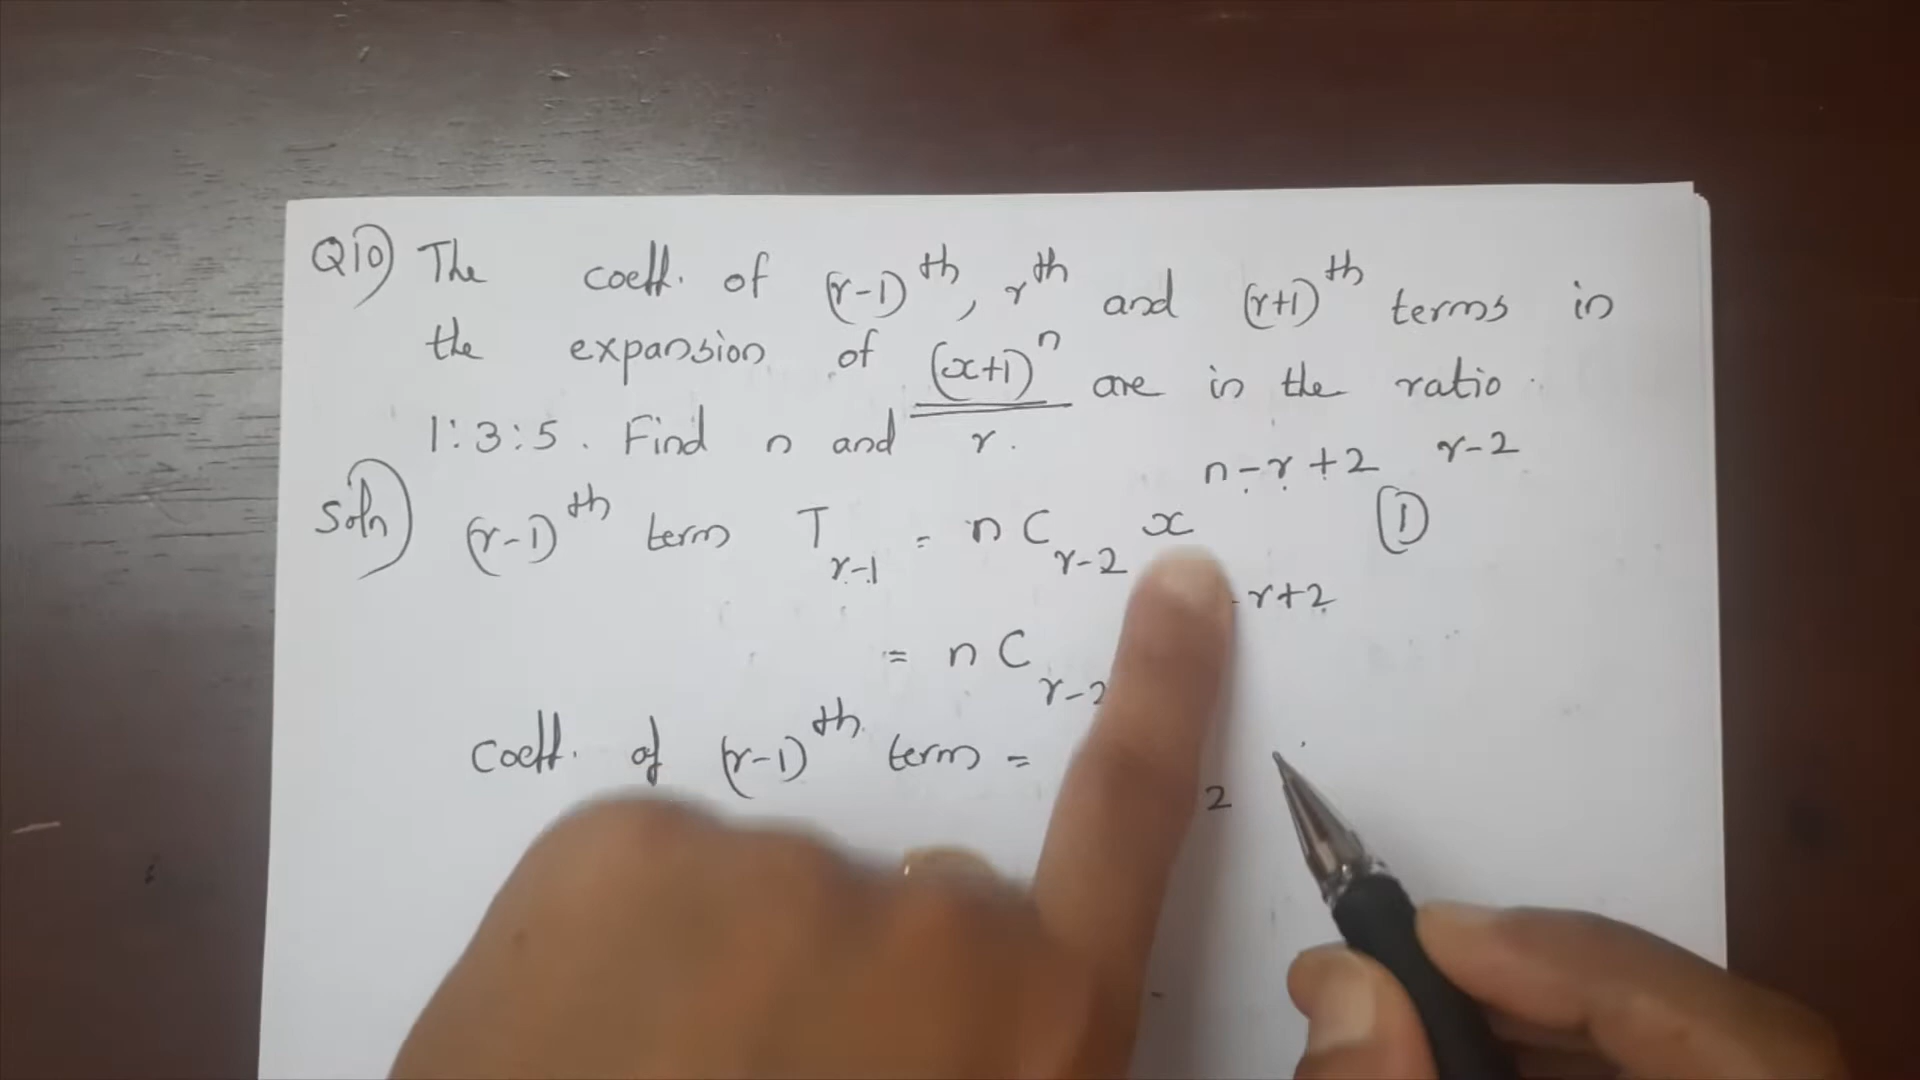 Q10) The coeff. of (r-1)^th, r^th and (r+1)^th terms in
the expansion of (x+1)^n are in the ratio
1:3:5. Find n and r.
Soln) (r-1)^th term T_{r-1} = nC_{r-2} x^{n-r+2} (1)^{r-2}
= nC_{r-2} -r+2
Coeff. of (r-1)^th term = 2